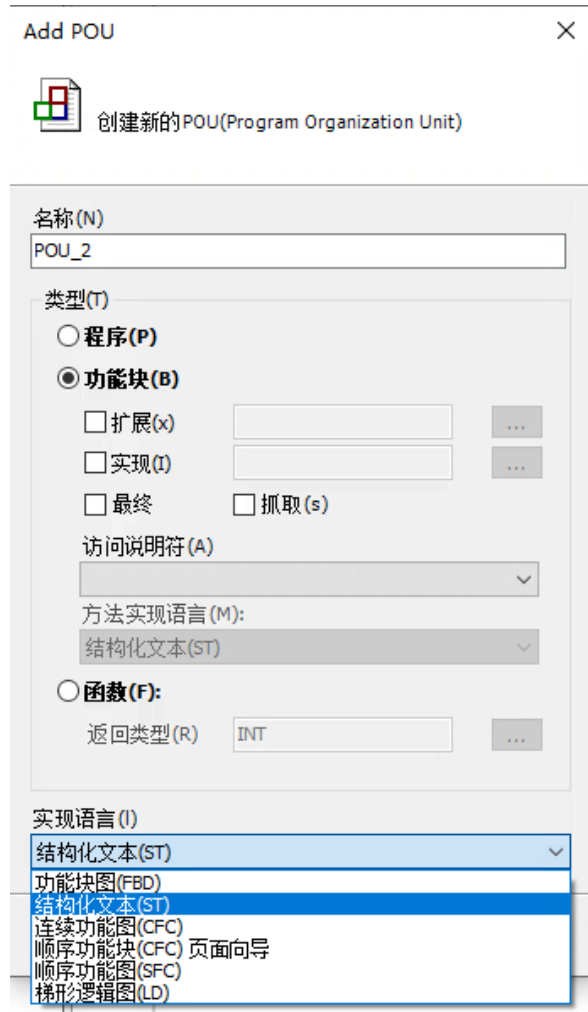 Add POU
创建新的POU(Program Organization Unit)
名称(N)
POU_2
类型(T)
程序(P)
功能块(B)
扩展(x)
...
实现(I)
...
最终 抓取(s)
访问说明符(A)
方法实现语言(M):
结构化文本(ST)
函数(F):
返回类型(R) INT ...
实现语言(I)
结构化文本(ST)
功能块图(FBD)
结构化文本(ST)
连续功能图(CFC)
顺序功能块(CFC) 页面向导
顺序功能图(SFC)
梯形逻辑图(LD)